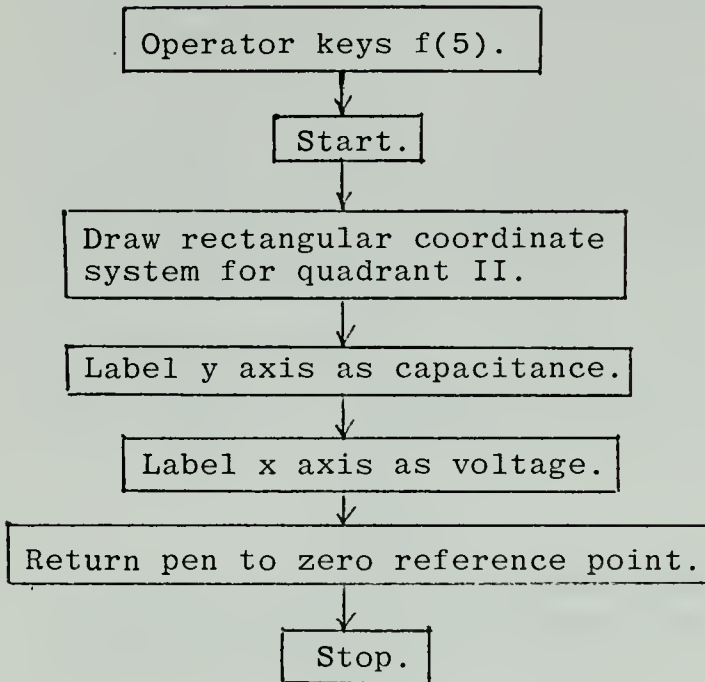 Operator keys f(5).
Start.
Draw rectangular coordinate
system for quadrant II.
Label y axis as capacitance.
Label x axis as voltage.
Return pen to zero reference point.
Stop.